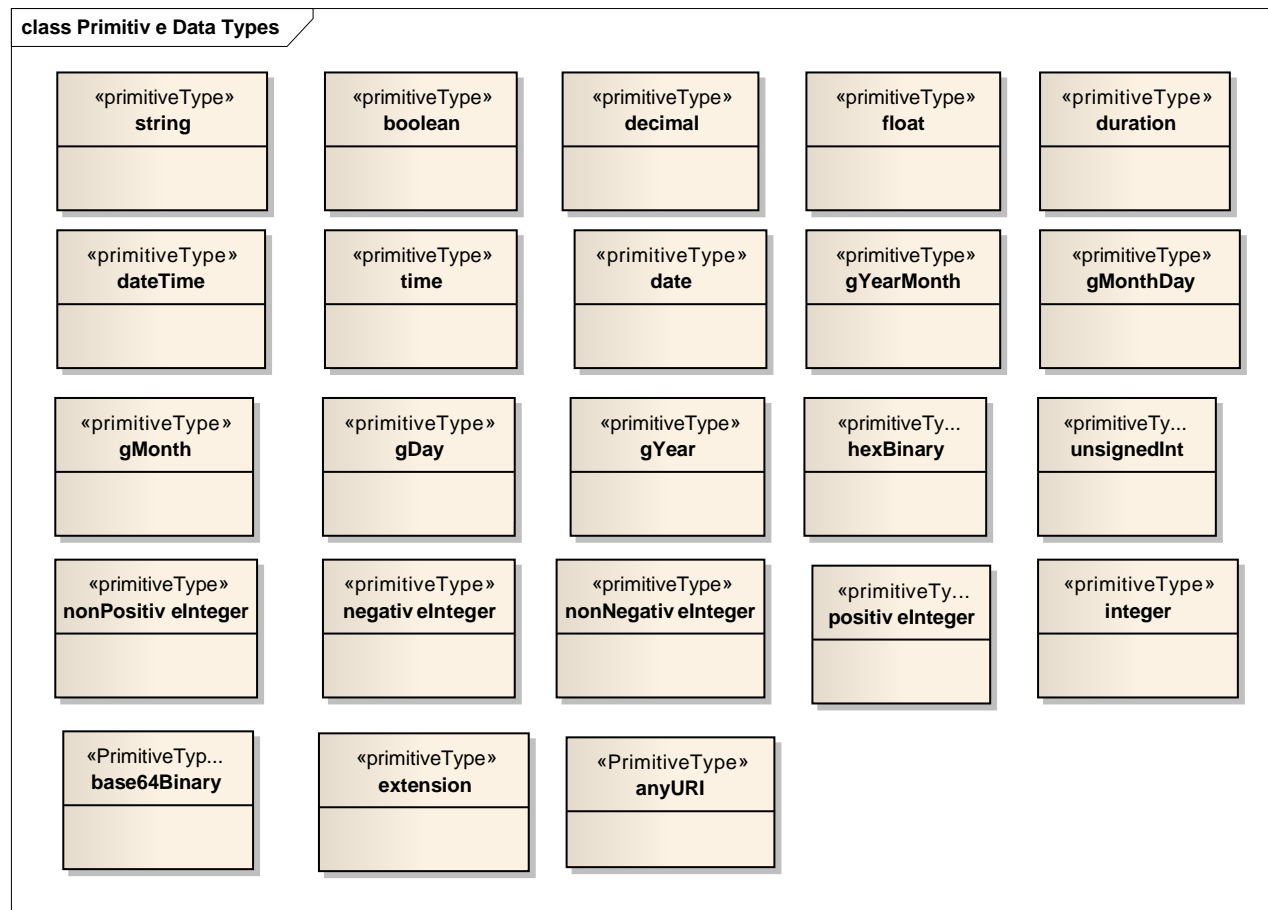 class Primitiv e Data Types
«primitiveType»
string
«primitiveType»
boolean
«primitiveType»
decimal
«primitiveType»
float
«primitiveType»
duration
«primitiveType»
dateTime
«primitiveType»
time
«primitiveType»
date
«primitiveType»
gYearMonth
«primitiveType»
gMonthDay
«primitiveType»
gMonth
«primitiveType»
gDay
«primitiveType»
gYear
«primitiveTy...
hexBinary
«primitiveTy...
unsignedInt
«primitiveType»
nonPositiv eInteger
«primitiveType»
negativ eInteger
«primitiveType»
nonNegativ eInteger
«primitiveTy...
positiv eInteger
«primitiveType»
integer
«PrimitiveTyp...
base64Binary
«primitiveType»
extension
«PrimitiveType»
anyURI